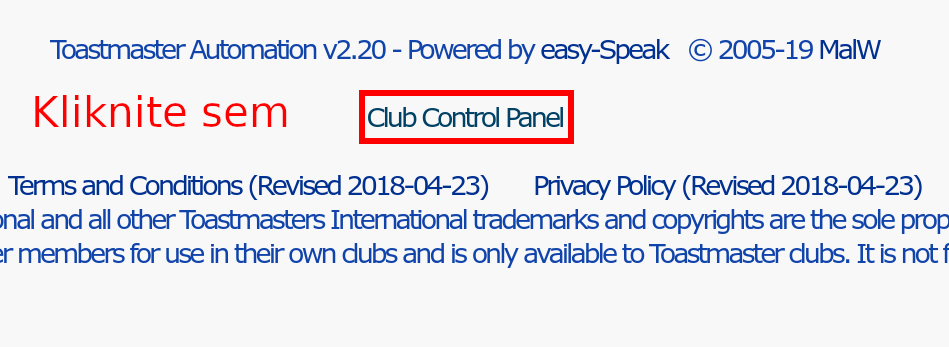 Toastmaster Automation v2.20 - Powered by easy-Speak © 2005-19 MalW
Kliknite sem
Club Control Panel
Terms and Conditions (Revised 2018-04-23) Privacy Policy (Revised 2018-04-23)
onal and all other Toastmasters International trademarks and copyrights are the sole prop
er members for use in their own clubs and is only available to Toastmaster clubs. It is not f